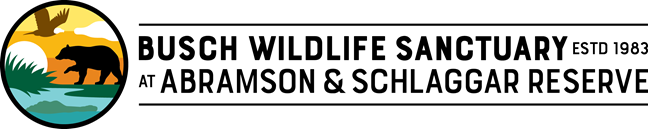 BUSCH WILDLIFE SANCTUARY ESTD 1983
AT ABRAMSON & SCHLAGGAR RESERVE